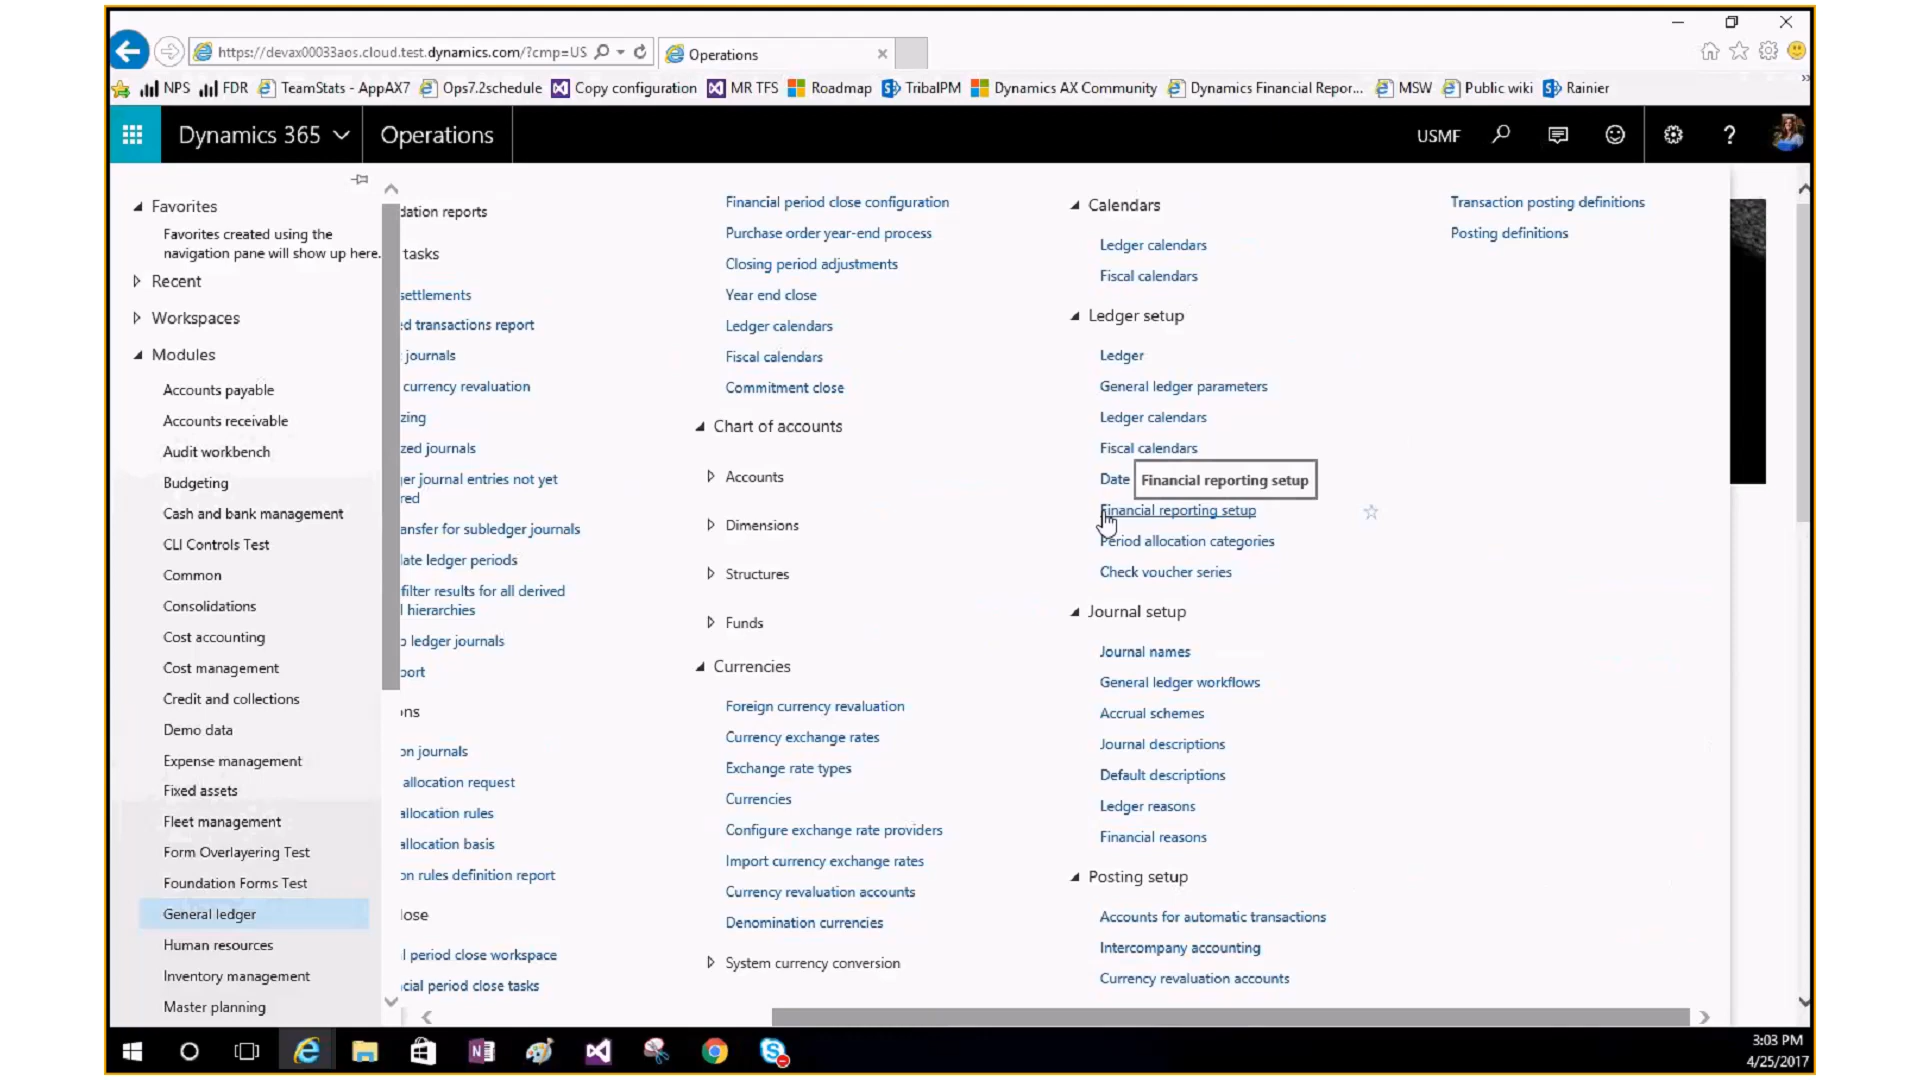 https://devax00033aos.cloud.test.dynamics.com/?cmp=US
Operations
NPS
FDR
TeamStats - AppAX7
Ops7.2schedule
Copy configuration
MR TFS
Roadmap
TribalPM
Dynamics AX Community
Dynamics Financial Repor...
MSW
Public wiki
Rainier
Dynamics 365
Operations
USMF
?
Favorites
Favorites created using the
navigation pane will show up here.
Recent
Workspaces
Modules
Accounts payable
Accounts receivable
Audit workbench
Budgeting
Cash and bank management
CLI Controls Test
Common
Consolidations
Cost accounting
Cost management
Credit and collections
Demo data
Expense management
Fixed assets
Fleet management
Form Overlayering Test
Foundation Forms Test
General ledger
Human resources
Inventory management
Master planning
dation reports
tasks
settlements
ed transactions report
journals
currency revaluation
zing
zed journals
er journal entries not yet
red
ansfer for subledger journals
late ledger periods
filter results for all derived
l hierarchies
o ledger journals
port
ons
on journals
allocation request
allocation rules
allocation basis
on rules definition report
lose
l period close workspace
cial period close tasks
Financial period close configuration
Purchase order year-end process
Closing period adjustments
Year end close
Ledger calendars
Fiscal calendars
Commitment close
Chart of accounts
Accounts
Dimensions
Structures
Funds
Currencies
Foreign currency revaluation
Currency exchange rates
Exchange rate types
Currencies
Configure exchange rate providers
Import currency exchange rates
Currency revaluation accounts
Denomination currencies
System currency conversion
Calendars
Ledger calendars
Fiscal calendars
Ledger setup
Ledger
General ledger parameters
Ledger calendars
Fiscal calendars
Date
Financial reporting setup
Financial reporting setup
Period allocation categories
Check voucher series
Journal setup
Journal names
General ledger workflows
Accrual schemes
Journal descriptions
Default descriptions
Ledger reasons
Financial reasons
Posting setup
Accounts for automatic transactions
Intercompany accounting
Currency revaluation accounts
Transaction posting definitions
Posting definitions
3:03 PM
4/25/2017